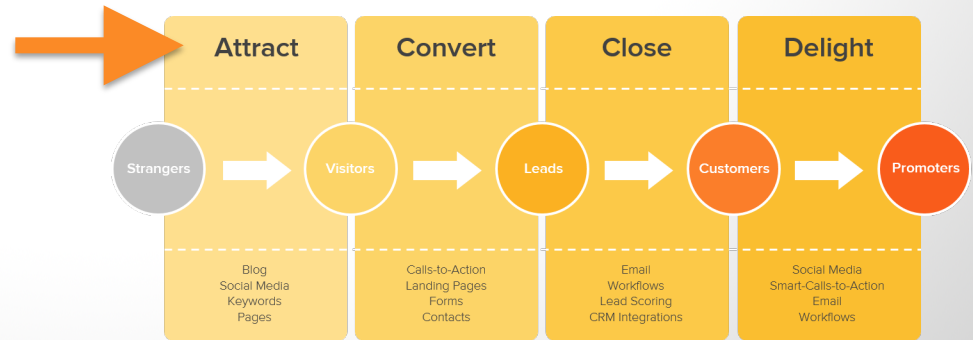 Attract
Convert
Close
Delight
Strangers
Visitors
Leads
Customers
Promoters
Blog
Social Media
Keywords
Pages
Calls-to-Action
Landing Pages
Forms
Contacts
Email
Workflows
Lead Scoring
CRM Integrations
Social Media
Smart-Calls-to-Action
Email
Workflows